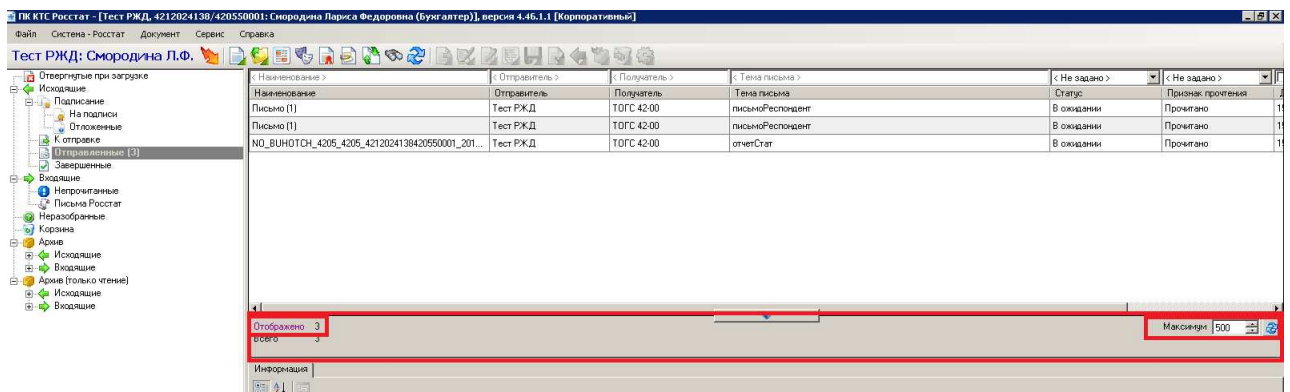 ПК КТС Росстат - [Тест РЖД, 4212024138/420550001: Смородина Лариса Федоровна (Бухгалтер)], версия 4.46.1.1 [Корпоративный]
Файл Система - Росстат Документ Сервис Справка
Тест РЖД: Смородина Л.Ф.
Отвергнутые при загрузке
Исходящие
Подписание
На подписи
Отложенные
К отправке
Отправленные [3]
Завершенные
Входящие
Непрочитанные
Письма Росстат
Неразобранные
Корзина
Архив
Исходящие
Входящие
Архив (только чтение)
Исходящие
Входящие
< Наименование > < Отправитель > < Получатель > < Тема письма > < Не задано > < Не задано >
Наименование Отправитель Получатель Тема письма Статус Признак прочтения
Письмо (1) Тест РЖД ТОГС 42-00 письмоРеспондент В ожидании Прочитано
Письмо (1) Тест РЖД ТОГС 42-00 письмоРеспондент В ожидании Прочитано
NO_BUHOTCH_4205_4205_4212024138420550001_201... Тест РЖД ТОГС 42-00 отчетСтат В ожидании Прочитано
Отображено 3 Максимум 500
Всего 3
Информация